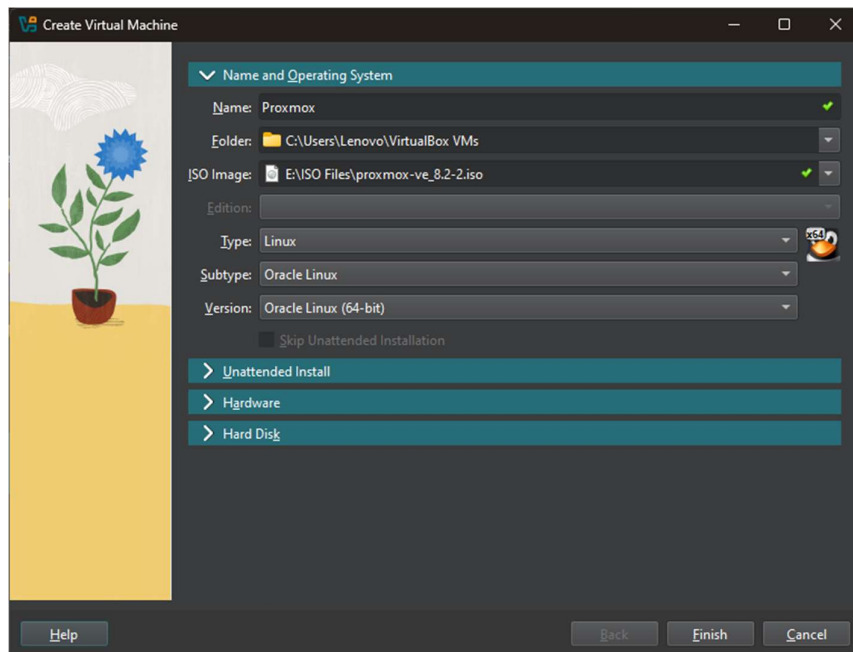 Create Virtual Machine
Name and Operating System
Name: Proxmox
Folder: C:\Users\Lenovo\VirtualBox VMs
ISO Image: E:\ISO Files\proxmox-ve_8.2-2.iso
Edition:
Type: Linux
x64
Subtype: Oracle Linux
Version: Oracle Linux (64-bit)
Skip Unattended Installation
Unattended Install
Hardware
Hard Disk
Help Back Finish Cancel